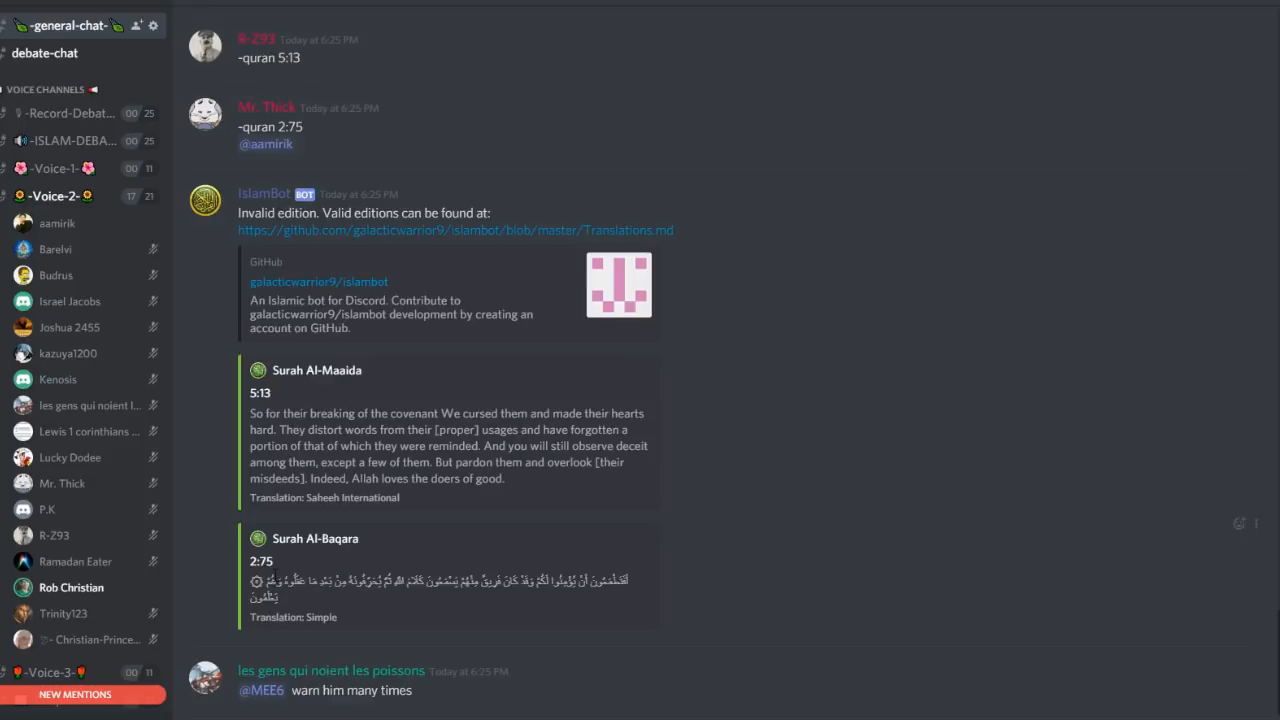 -general-chat-
debate-chat
VOICE CHANNELS
-Record-Debat... 00 25
-ISLAM-DEBA... 00 25
-Voice-1- 00 11
-Voice-2- 17 21
aamirik
Barelvi
Budrus
Israel Jacobs
Joshua 2455
kazuya1200
Kenosis
les gens qui noient l...
Lewis 1 corinthians ...
Lucky Dodee
Mr. Thick
P.K
R-Z93
Ramadan Eater
Rob Christian
Trinity123
- Christian-Prince...
-Voice-3- 00 11
NEW MENTIONS
R-Z93 Today at 6:25 PM
-quran 5:13
Mr. Thick Today at 6:25 PM
-quran 2:75
@aamirik
IslamBot BOT Today at 6:25 PM
Invalid edition. Valid editions can be found at:
https://github.com/galacticwarrior9/islambot/blob/master/Translations.md
GitHub
galacticwarrior9/islambot
An Islamic bot for Discord. Contribute to
galacticwarrior9/islambot development by creating an
account on GitHub.
Surah Al-Maaida
5:13
So for their breaking of the covenant We cursed them and made their hearts
hard. They distort words from their [proper] usages and have forgotten a
portion of that of which they were reminded. And you will still observe deceit
among them, except a few of them. But pardon them and overlook [their
misdeeds]. Indeed, Allah loves the doers of good.
Translation: Saheeh International
Surah Al-Baqara
2:75
۞ أَفَتَطْمَعُونَ أَنْ يُؤْمِنُوا لَكُمْ وَقَدْ كَانَ فَرِيقٌ مِنْهُمْ يَسْمَعُونَ كَلَامَ اللَّهِ ثُمَّ يُحَرِّفُونَهُ مِنْ بَعْدِ مَا عَقَلُوهُ وَهُمْ
يَعْلَمُونَ
Translation: Simple
les gens qui noient les poissons Today at 6:25 PM
@MEE6 warn him many times